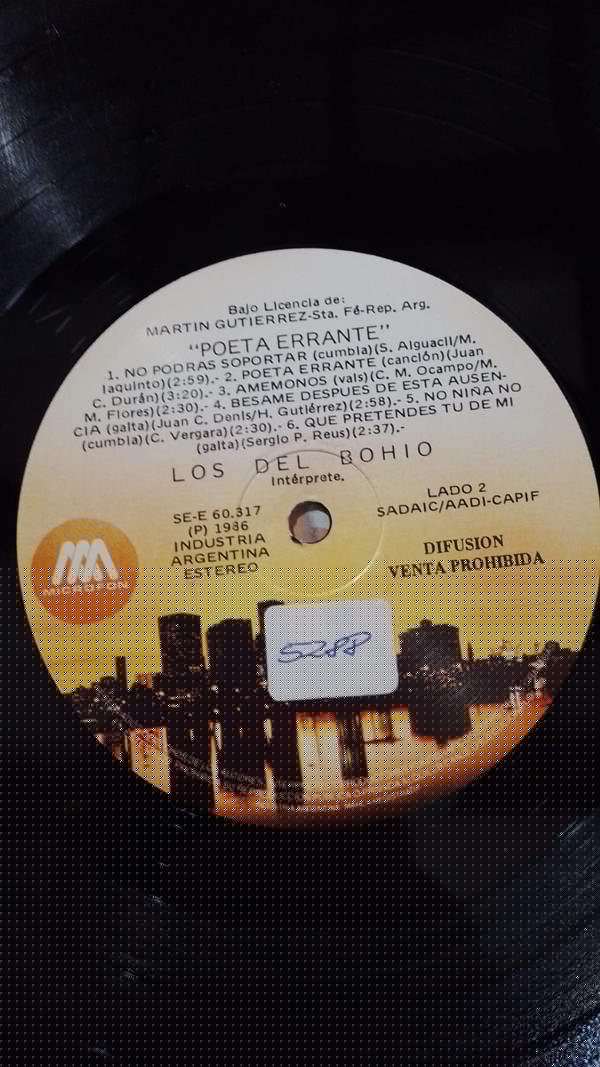 Bajo Licencia de:
MARTIN GUTIERREZ-Sta. Fé-Rep. Arg.
"POETA ERRANTE"
1. NO PODRAS SOPORTAR (cumbia)(S. Alguacil/M.
Iaquinto)(2:59).- 2. POETA ERRANTE (canción)(Juan
C. Durán)(3:20).- 3. AMEMONOS (vals)(C. M. Ocampo/M.
M. Flores)(2:30).- 4. BESAME DESPUES DE ESTA AUSEN-
CIA (gaita)(Juan C. Denis/H. Gutiérrez)(2:58).- 5. NO NIÑA NO
(cumbia)(C. Vergara)(2:30).- 6. QUE PRETENDES TU DE MI
(gaita)(Sergio P. Reus)(2:37).-
LOS DEL BOHIO
Intérprete.
SE-E 60.317
(P) 1986
INDUSTRIA
ARGENTINA
ESTEREO
LADO 2
SADAIC/AADI-CAPIF
DIFUSION
VENTA PROHIBIDA
MICROFON
5288